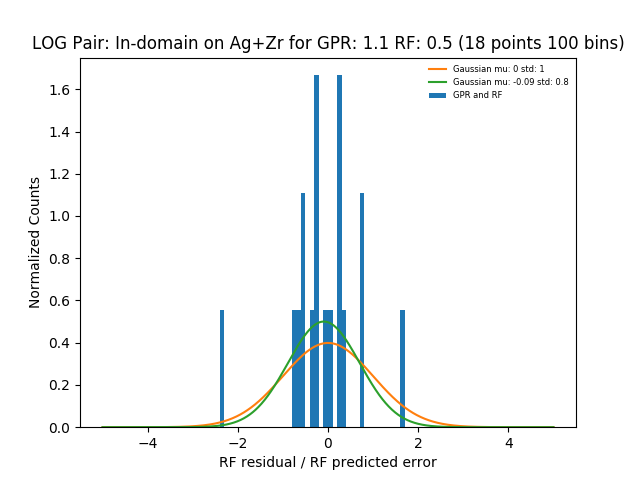 LOG Pair: In-domain on Ag+Zr for GPR: 1.1 RF: 0.5 (18 points 100 bins)
Gaussian mu: 0 std: 1
Gaussian mu: -0.09 std: 0.8
GPR and RF
Normalized Counts
1.6
1.4
1.2
1.0
0.8
0.6
0.4
0.2
0.0
−4 −2 0 2 4
RF residual / RF predicted error